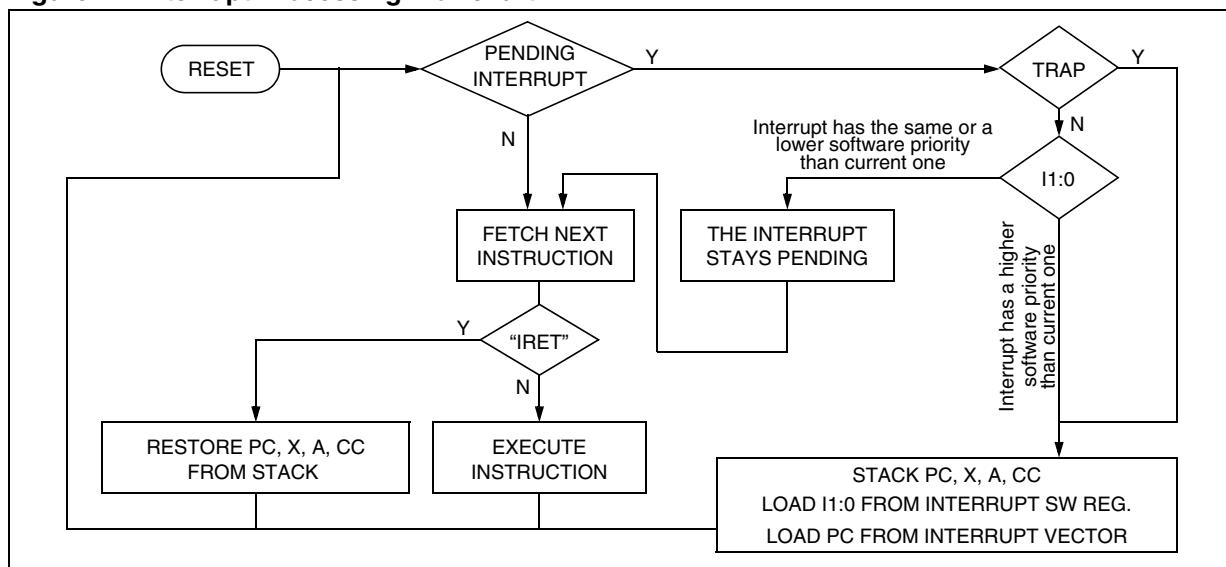 RESET
PENDING
INTERRUPT
Y
TRAP
Y
N
N
Interrupt has the same or a
lower software priority
than current one
I1:0
FETCH NEXT
INSTRUCTION
THE INTERRUPT
STAYS PENDING
Interrupt has a higher
software priority
than current one
Y
“IRET”
N
RESTORE PC, X, A, CC
FROM STACK
EXECUTE
INSTRUCTION
STACK PC, X, A, CC
LOAD I1:0 FROM INTERRUPT SW REG.
LOAD PC FROM INTERRUPT VECTOR